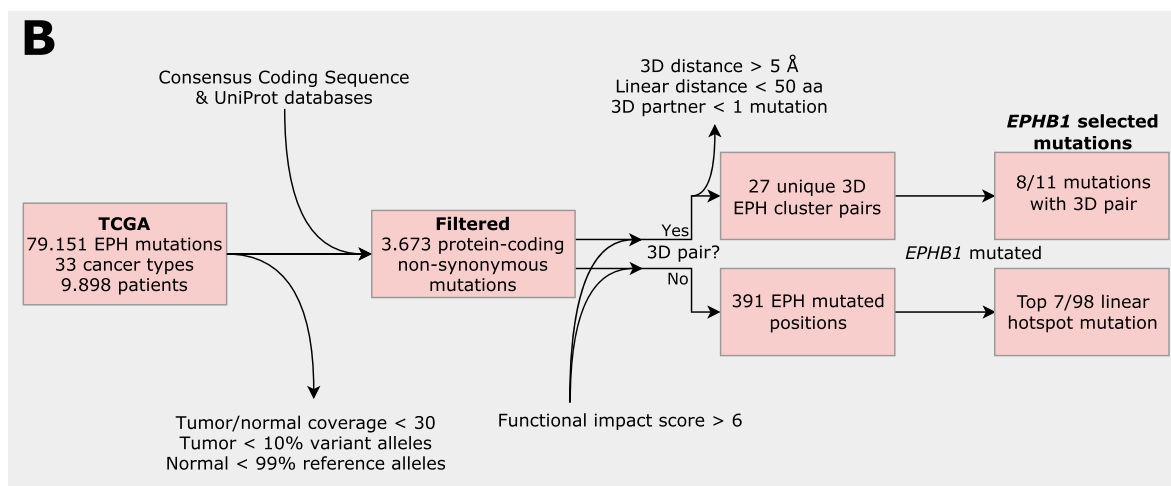 B
Consensus Coding Sequence
& UniProt databases
TCGA
79.151 EPH mutations
33 cancer types
9.898 patients
Tumor/normal coverage < 30
Tumor < 10% variant alleles
Normal < 99% reference alleles
Filtered
3.673 protein-coding
non-synonymous
mutations
Functional impact score > 6
Yes
3D pair?
No
3D distance > 5 Å
Linear distance < 50 aa
3D partner < 1 mutation
27 unique 3D
EPH cluster pairs
391 EPH mutated
positions
EPHB1 mutated
EPHB1 selected
mutations
8/11 mutations
with 3D pair
Top 7/98 linear
hotspot mutation